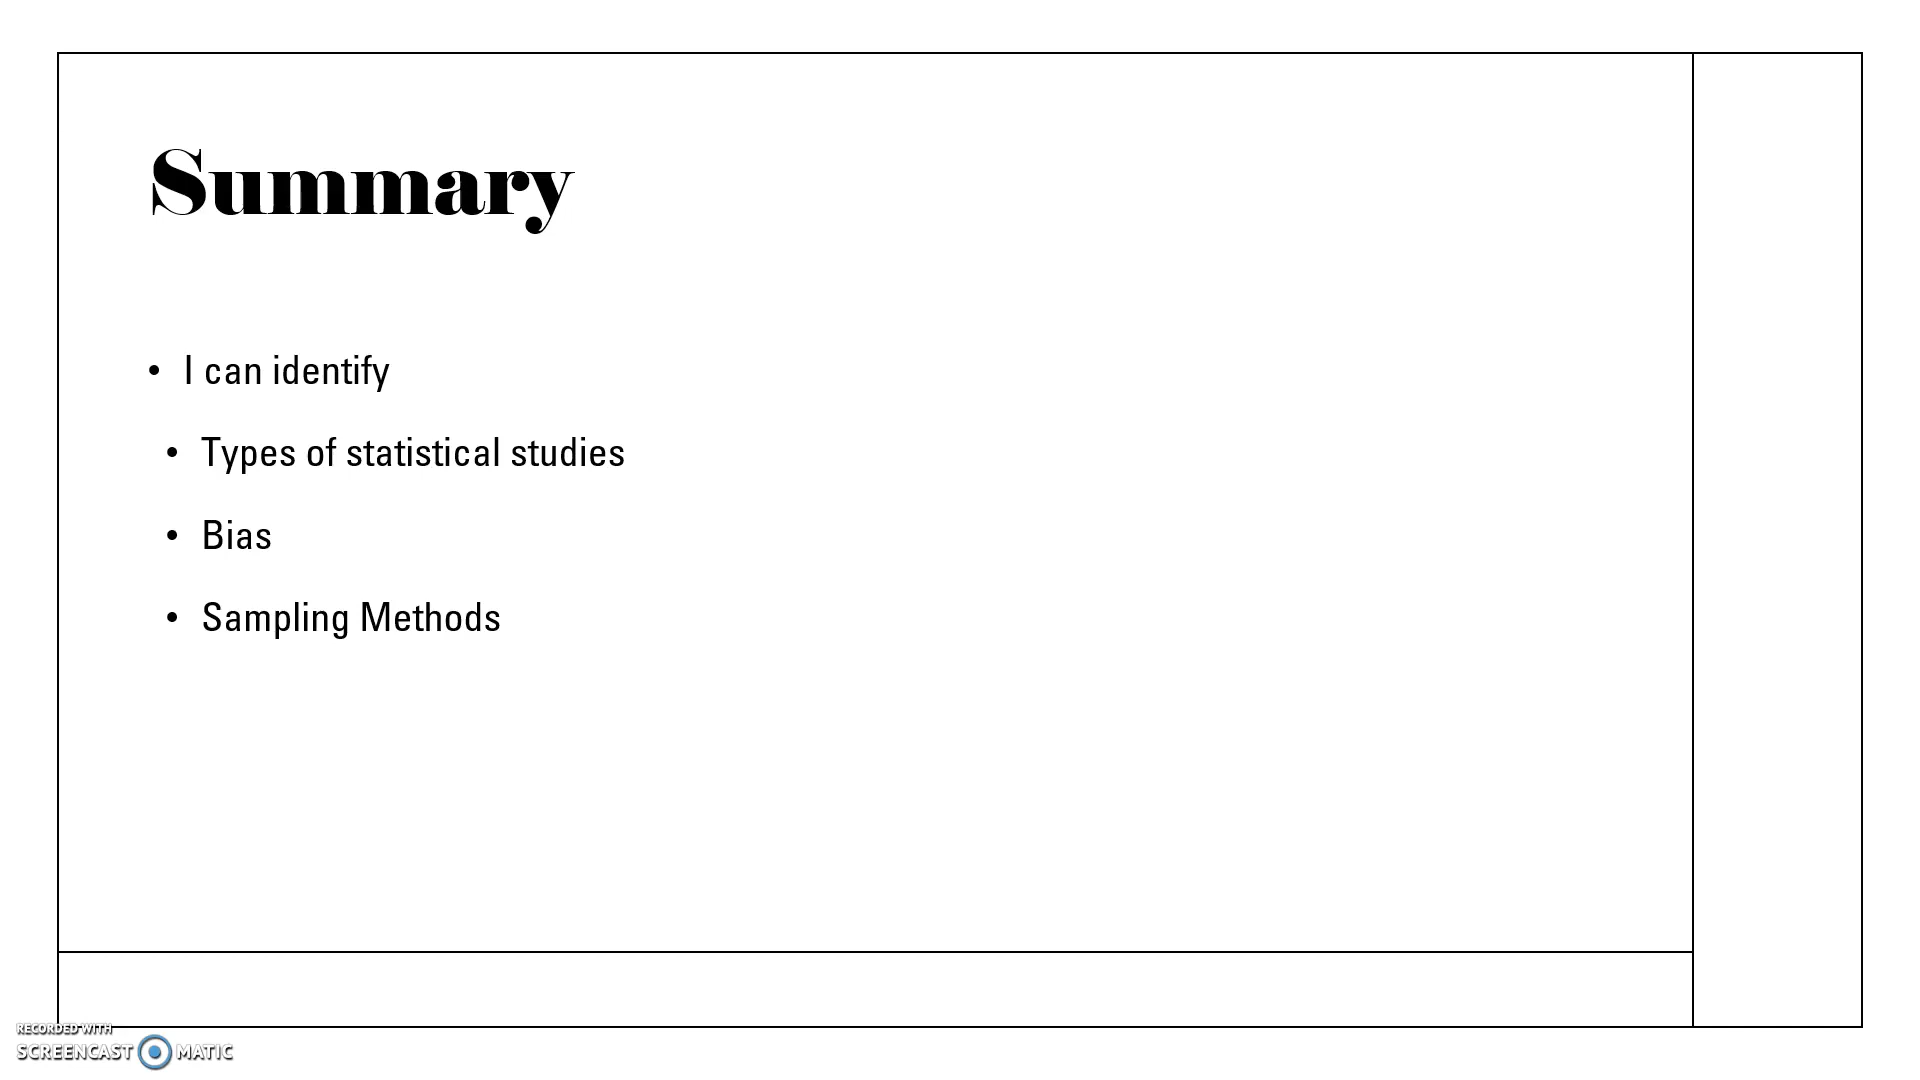 Summary
• I can identify
• Types of statistical studies
• Bias
• Sampling Methods
RECORDED WITH
SCREENCAST MATIC